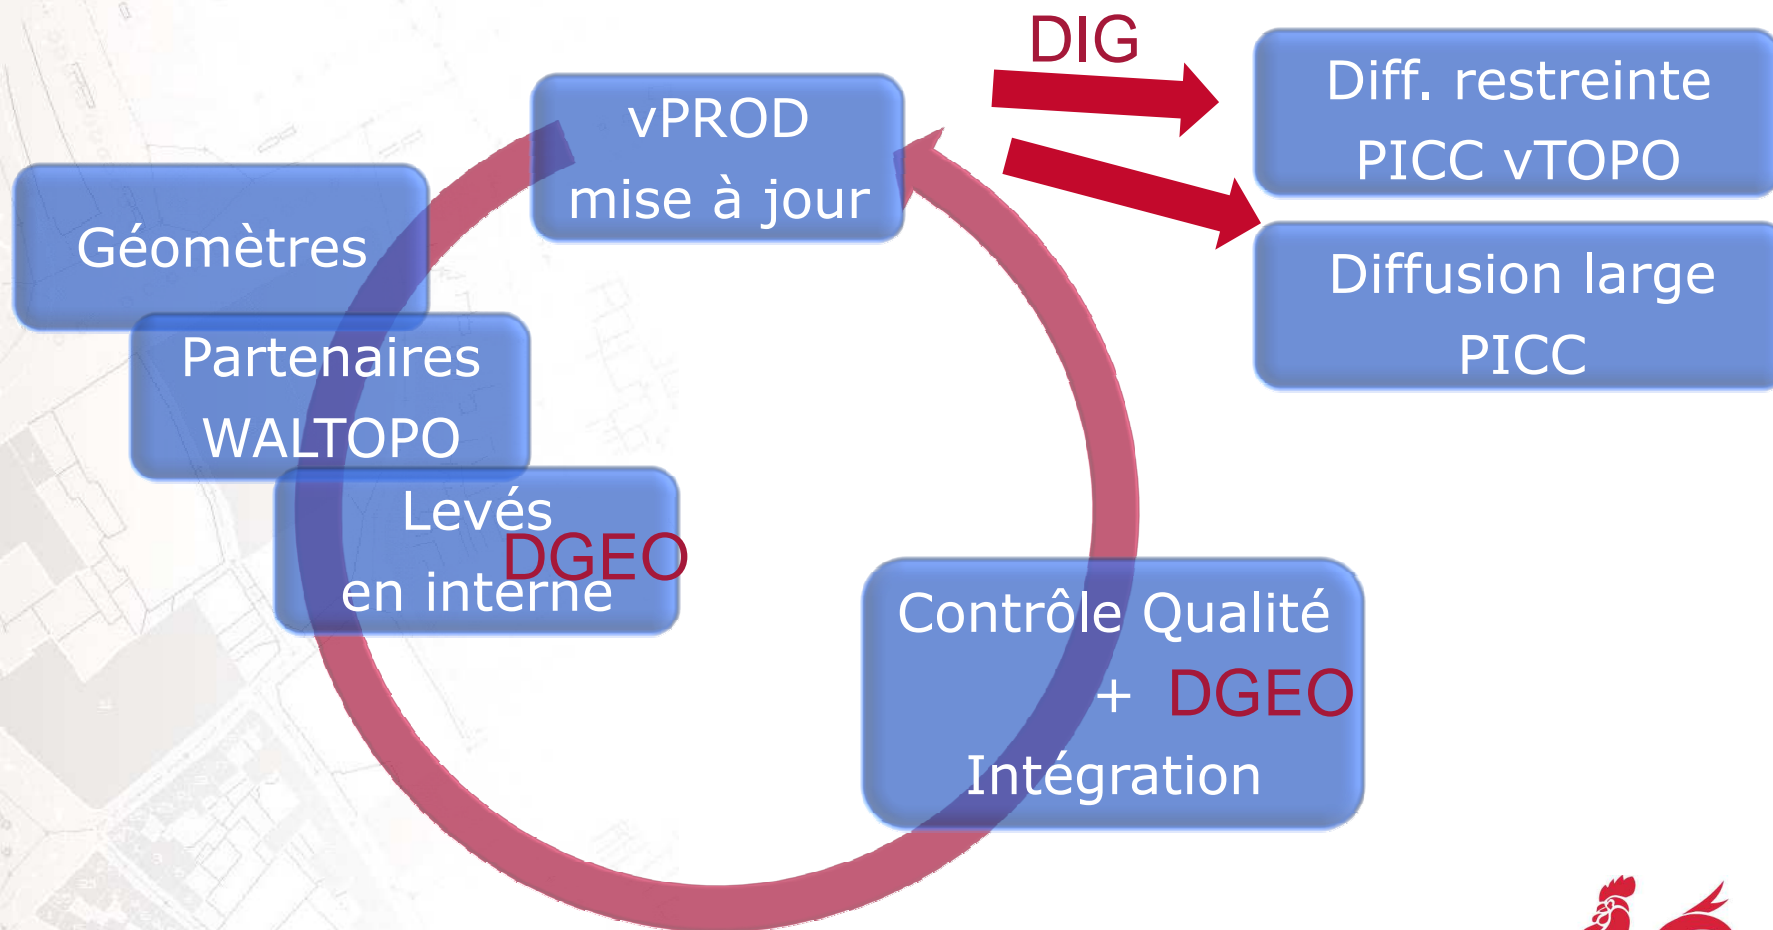 DIG
vPROD
mise à jour
Diff. restreinte
PICC vTOPO
Diffusion large
PICC
Géomètres
Partenaires
WALTOPO
Levés
en interne
DGEO
Contrôle Qualité
+ DGEO
Intégration